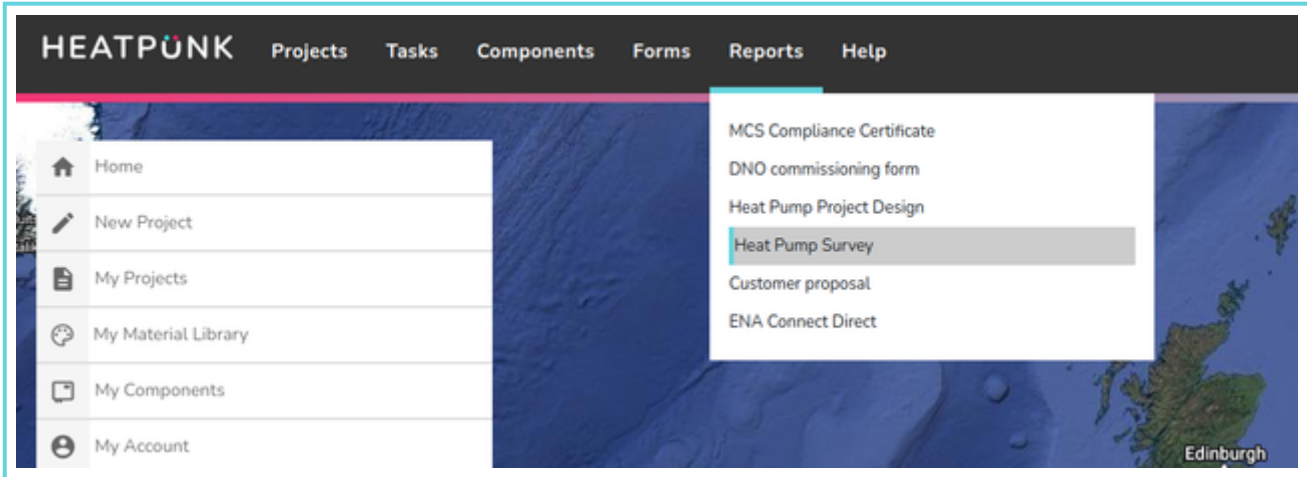 HEATPÜNK Projects Tasks Components Forms Reports Help
MCS Compliance Certificate
DNO commissioning form
Heat Pump Project Design
Heat Pump Survey
Customer proposal
ENA Connect Direct
Home
New Project
My Projects
My Material Library
My Components
My Account
Edinburgh